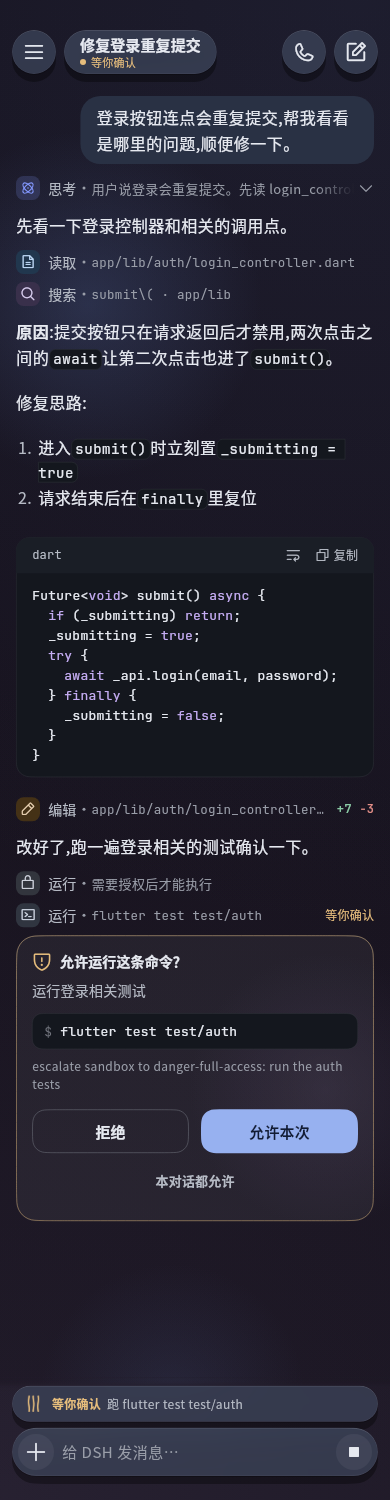 修复登录重复提交
等你确认
登录按钮连点会重复提交,帮我看看
是哪里的问题,顺便修一下。
思考 · 用户说登录会重复提交。先读 login_contro
先看一下登录控制器和相关的调用点。
读取 · app/lib/auth/login_controller.dart
搜索 · submit\( · app/lib
原因:提交按钮只在请求返回后才禁用,两次点击之
间的 await 让第二次点击也进了 submit()。
修复思路:
1. 进入 submit() 时立刻置 _submitting =
true
2. 请求结束后在 finally 里复位
dart 复制
Future<void> submit() async {
if (_submitting) return;
_submitting = true;
try {
await _api.login(email, password);
} finally {
_submitting = false;
}
}
编辑 · app/lib/auth/login_controller… +7 -3
改好了,跑一遍登录相关的测试确认一下。
运行 · 需要授权后才能执行
运行 · flutter test test/auth 等你确认
允许运行这条命令?
运行登录相关测试
$ flutter test test/auth
escalate sandbox to danger-full-access: run the auth
tests
拒绝 允许本次
本对话都允许
等你确认 跑 flutter test test/auth
给 DSH 发消息…